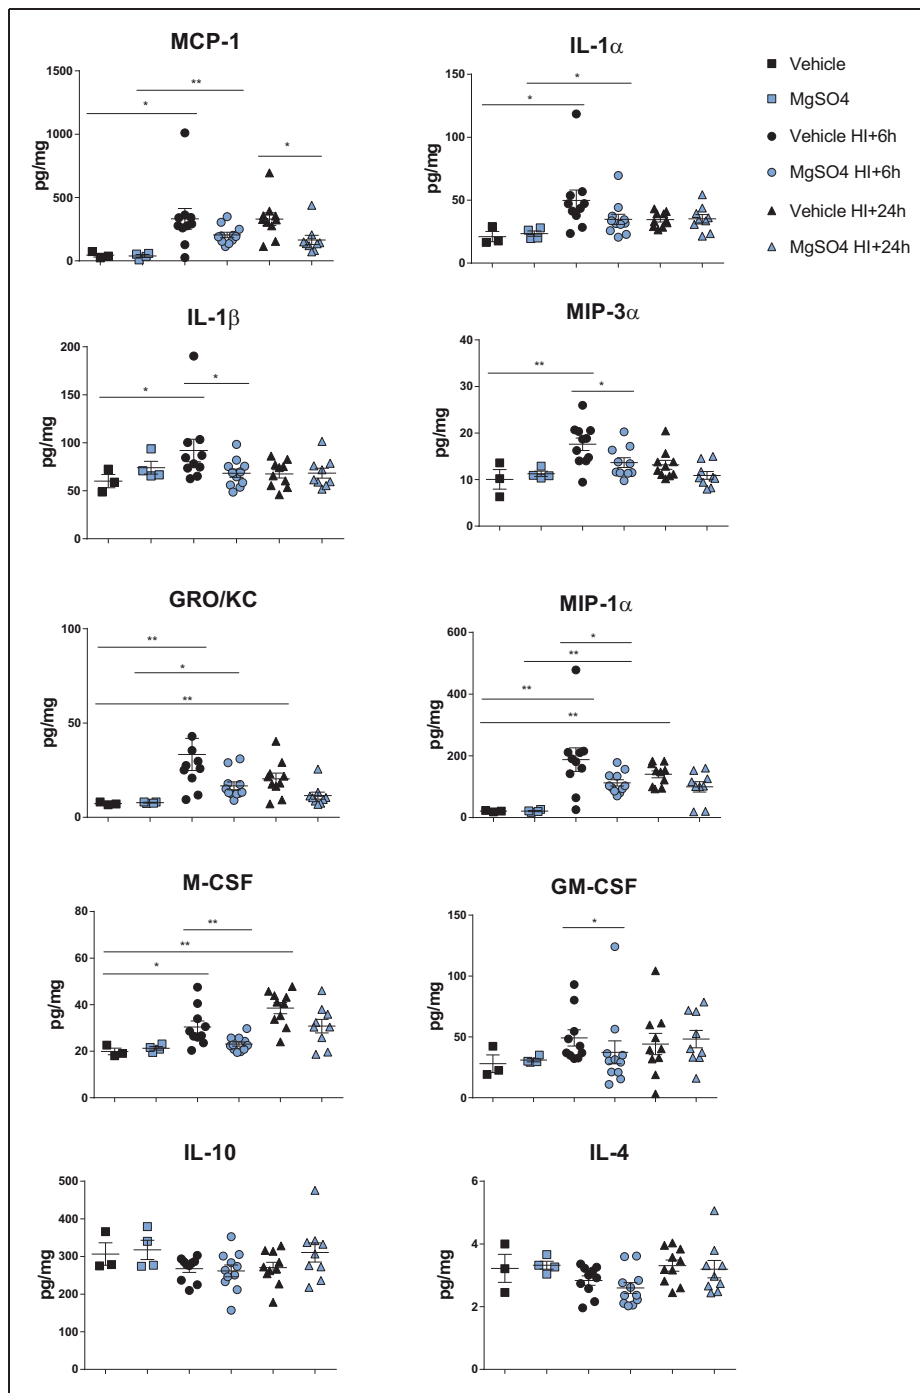 MCP-1
1500
1000
500
0
pg/mg
*
**
*
IL-1α
150
100
50
0
pg/mg
*
*
Vehicle
MgSO4
Vehicle HI+6h
MgSO4 HI+6h
Vehicle HI+24h
MgSO4 HI+24h
IL-1β
200
150
100
50
0
pg/mg
*
*
MIP-3α
40
30
20
10
0
pg/mg
**
*
GRO/KC
100
50
0
pg/mg
**
*
**
MIP-1α
600
400
200
0
pg/mg
*
**
**
**
M-CSF
80
60
40
20
0
pg/mg
**
**
*
GM-CSF
150
100
50
0
pg/mg
*
IL-10
500
400
300
200
100
0
pg/mg
IL-4
6
4
2
0
pg/mg